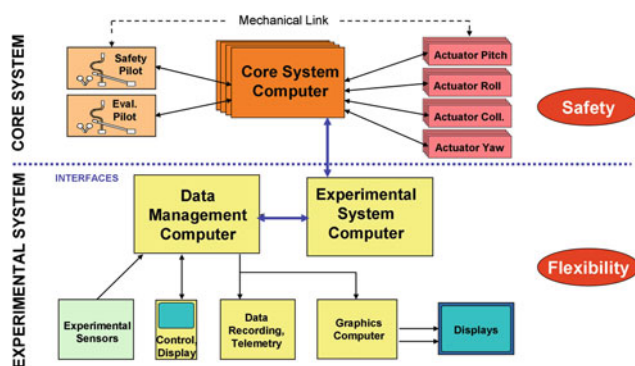 Mechanical Link
CORE SYSTEM
Safety
Pilot
Eval.
Pilot
Core System
Computer
Actuator Pitch
Actuator Roll
Actuator Coll.
Actuator Yaw
Safety
EXPERIMENTAL SYSTEM
INTERFACES
Data
Management
Computer
Experimental
System
Computer
Flexibility
Experimental
Sensors
Control,
Display
Data
Recording,
Telemetry
Graphics
Computer
Displays